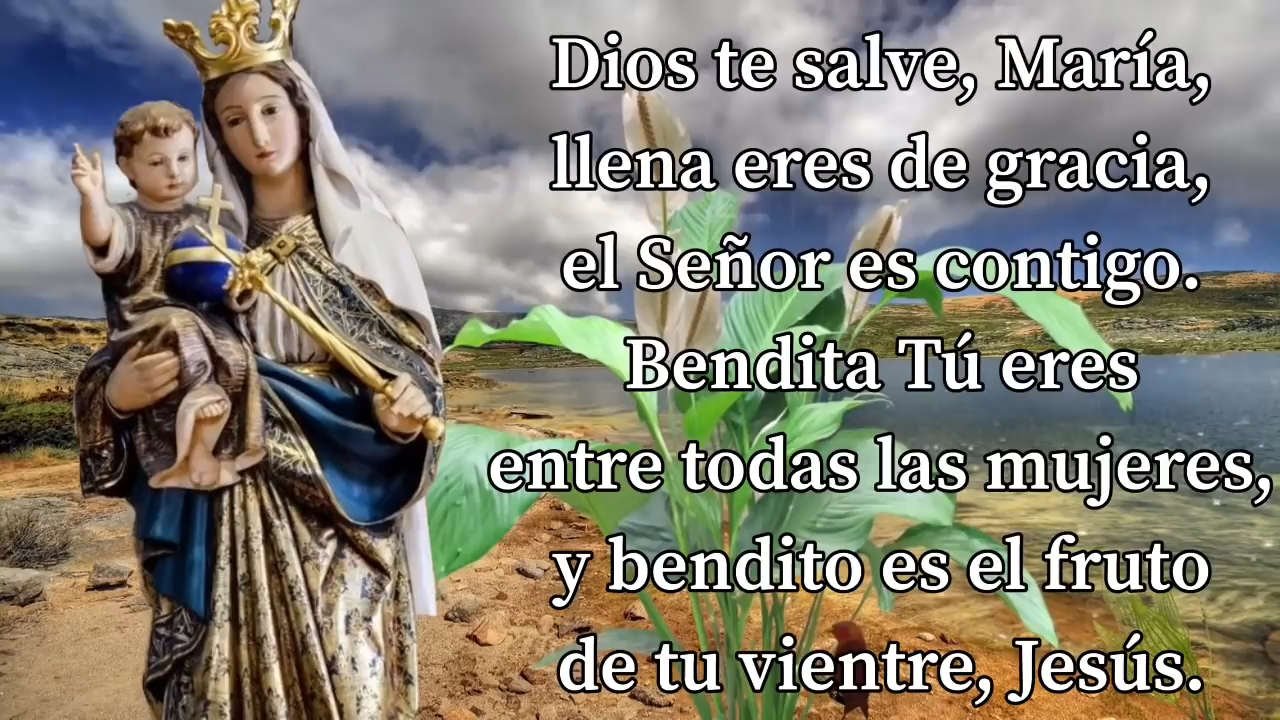 Dios te salve, María,
llena eres de gracia,
el Señor es contigo.
Bendita Tú eres
entre todas las mujeres,
y bendito es el fruto
de tu vientre, Jesús.